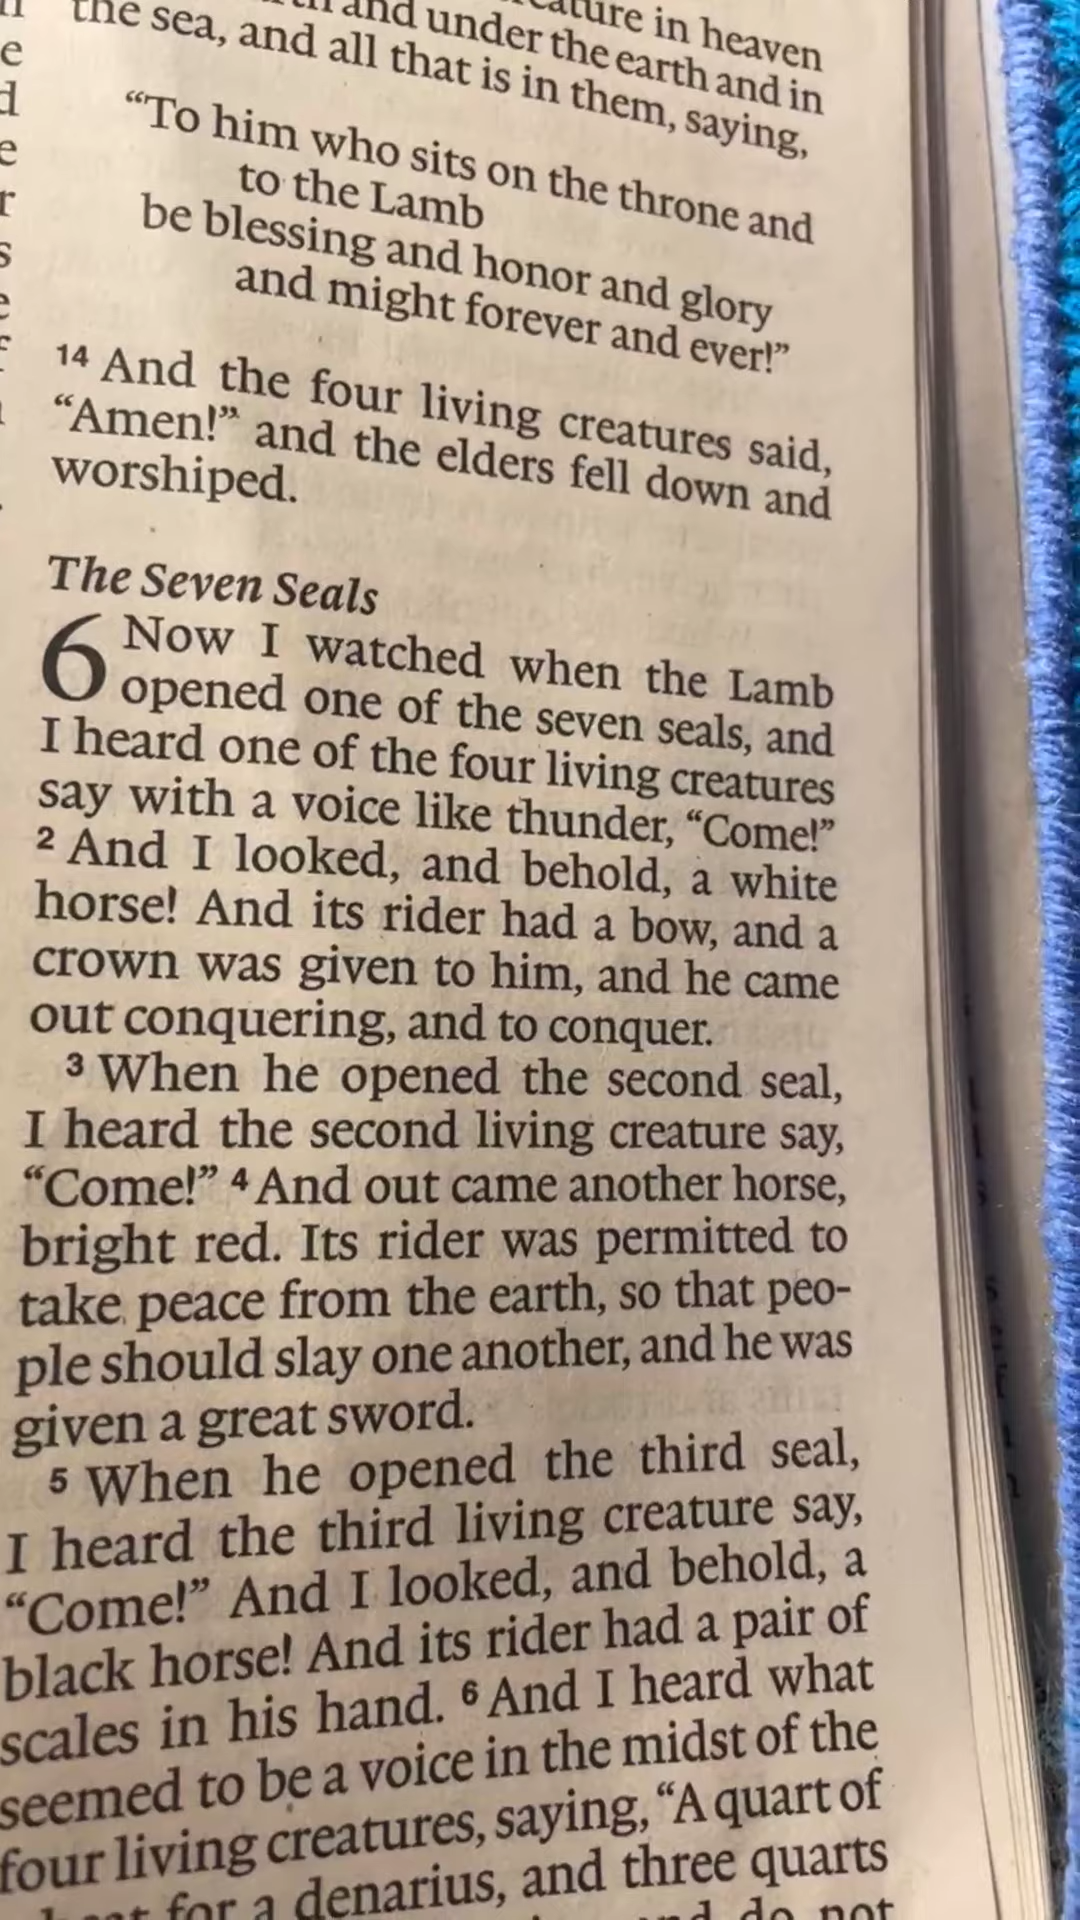 ature in heaven
and under the earth and in
the sea, and all that is in them, saying,
“To him who sits on the throne and
to the Lamb
be blessing and honor and glory
and might forever and ever!”
14 And the four living creatures said,
“Amen!” and the elders fell down and
worshiped.
The Seven Seals
6 Now I watched when the Lamb
opened one of the seven seals, and
I heard one of the four living creatures
say with a voice like thunder, “Come!”
2 And I looked, and behold, a white
horse! And its rider had a bow, and a
crown was given to him, and he came
out conquering, and to conquer.
3 When he opened the second seal,
I heard the second living creature say,
“Come!” 4 And out came another horse,
bright red. Its rider was permitted to
take peace from the earth, so that peo-
ple should slay one another, and he was
given a great sword.
5 When he opened the third seal,
I heard the third living creature say,
“Come!” And I looked, and behold, a
black horse! And its rider had a pair of
scales in his hand. 6 And I heard what
seemed to be a voice in the midst of the
four living creatures, saying, “A quart of
for a denarius, and three quarts
do not